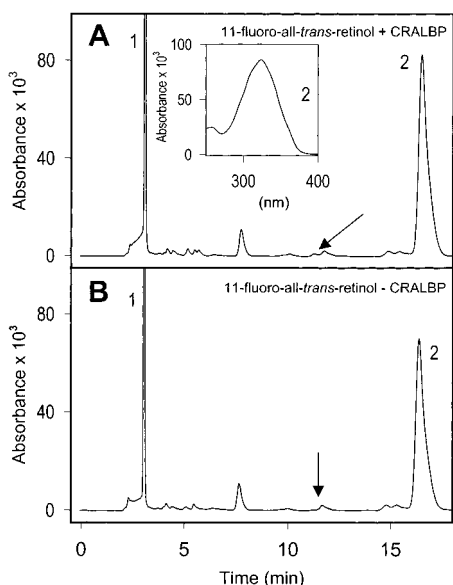 A
1
11-fluoro-all-trans-retinol + CRALBP
Absorbance x 10³
80
40
0
Absorbance x 10³
100
50
0
300
400
(nm)
2
2
B
1
11-fluoro-all-trans-retinol - CRALBP
Absorbance x 10³
80
40
0
2
0
5
10
15
Time (min)